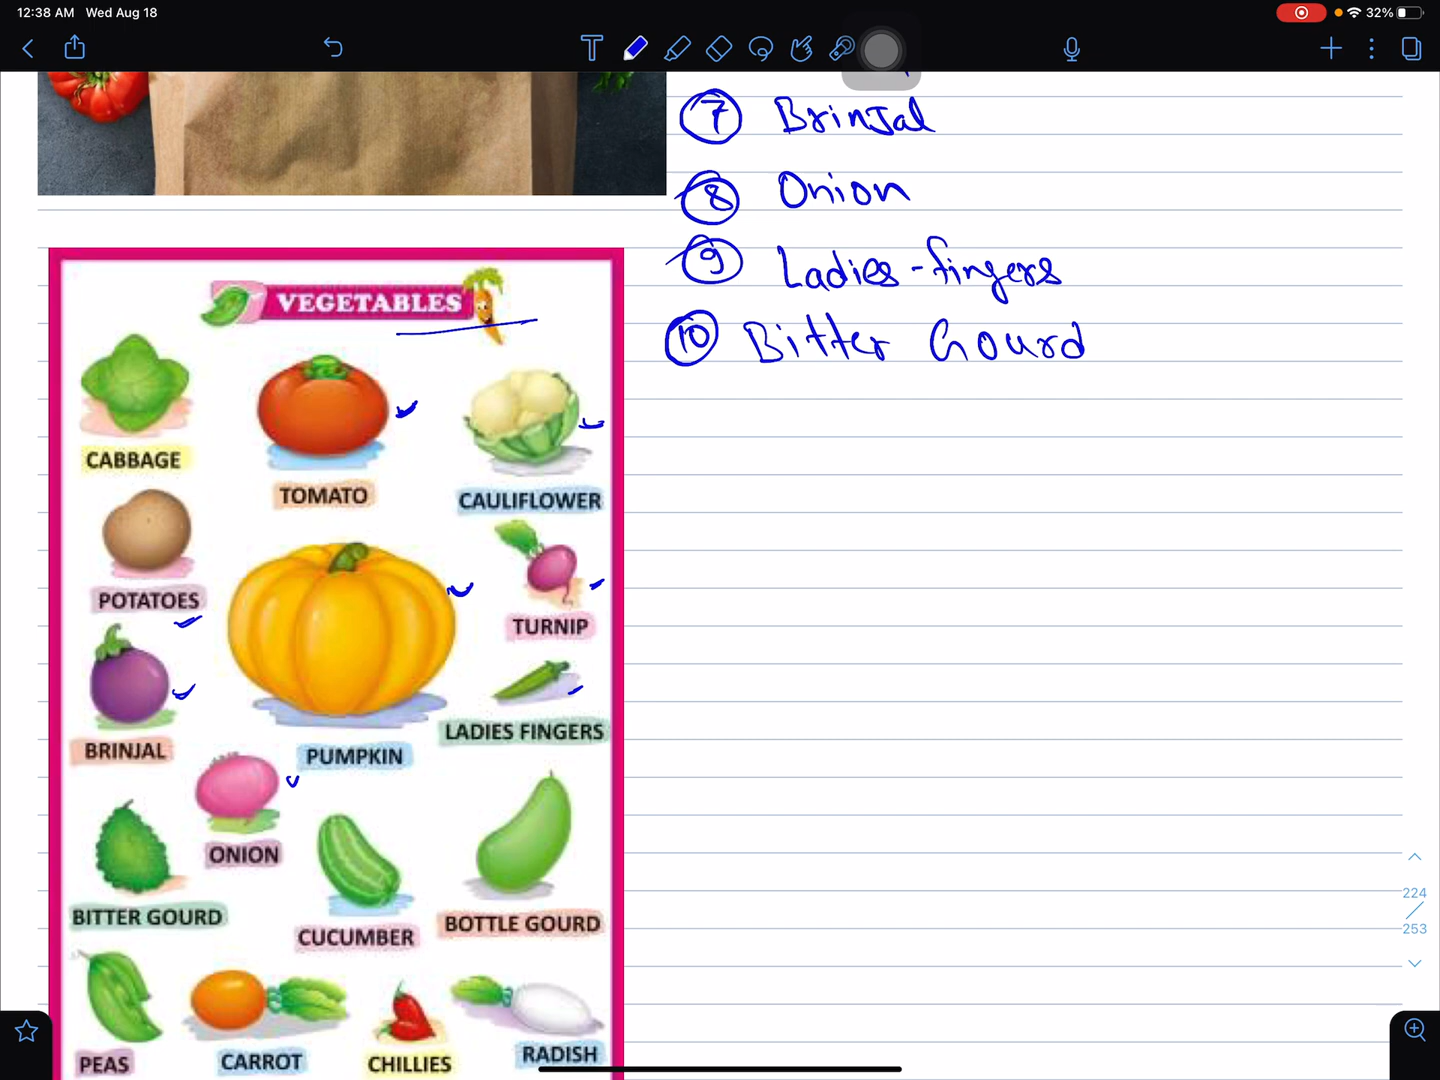 12:38 AM Wed Aug 18
32%
7 Brinjal
8 Onion
9 Ladies-fingers
10 Bitter Gourd
VEGETABLES
CABBAGE
TOMATO
CAULIFLOWER
POTATOES
TURNIP
BRINJAL
PUMPKIN
LADIES FINGERS
ONION
BITTER GOURD
CUCUMBER
BOTTLE GOURD
PEAS
CARROT
CHILLIES
RADISH
224
253